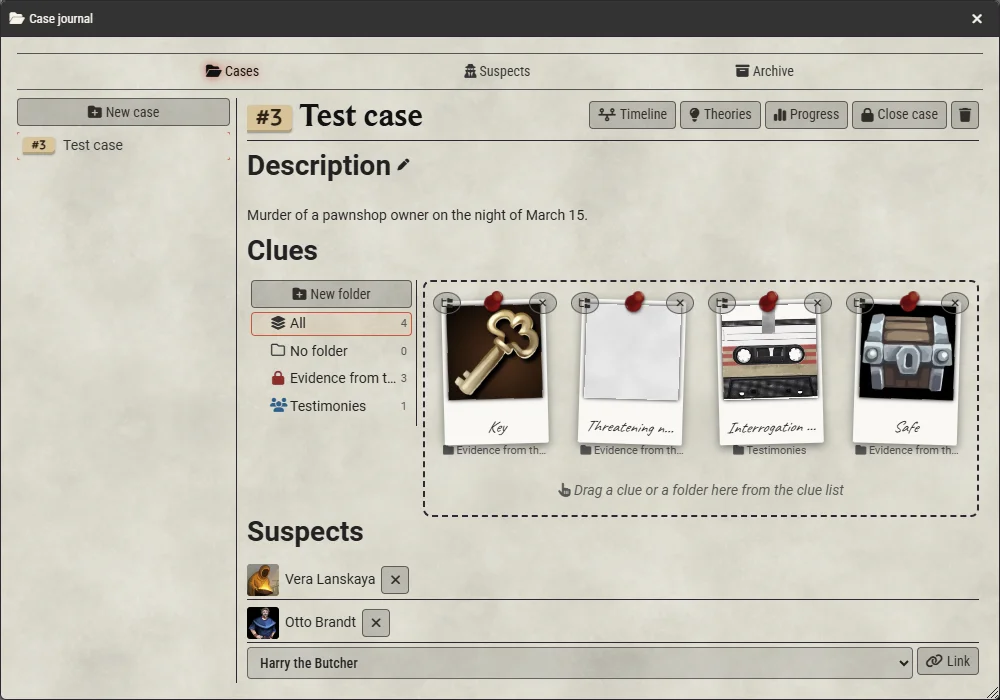 Case journal
Cases
Suspects
Archive
New case
#3 Test case
#3 Test case
Timeline
Theories
Progress
Close case
Description
Murder of a pawnshop owner on the night of March 15.
Clues
New folder
All 4
No folder 0
Evidence from t... 3
Testimonies 1
Key
Evidence from th...
Threatening n...
Evidence from th...
Interrogation ...
Testimonies
Safe
Evidence from th...
Drag a clue or a folder here from the clue list
Suspects
Vera Lanskaya
Otto Brandt
Harry the Butcher
Link